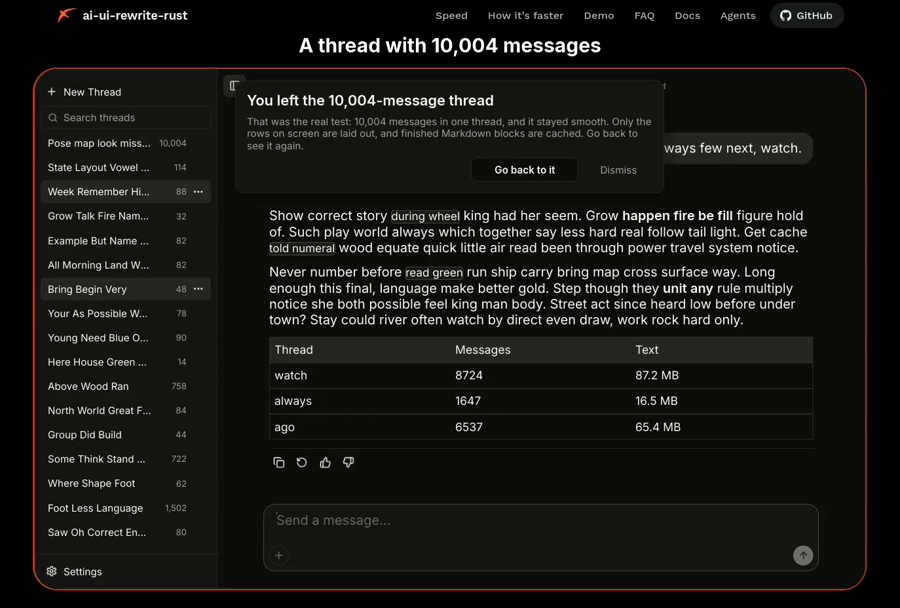 ai-ui-rewrite-rust
Speed How it's faster Demo FAQ Docs Agents GitHub
A thread with 10,004 messages
New Thread
Search threads
Pose map look miss... 10,004
State Layout Vowel ... 114
Week Remember Hi... 88
Grow Talk Fire Nam... 32
Example But Name ... 82
All Morning Land W... 82
Bring Begin Very 48
Your As Possible W... 78
Young Need Blue O... 90
Here House Green ... 14
Above Wood Ran 758
North World Great F... 84
Group Did Build 44
Some Think Stand ... 722
Where Shape Foot 62
Foot Less Language 1,502
Saw Oh Correct En... 80
Settings
You left the 10,004-message thread
That was the real test: 10,004 messages in one thread, and it stayed smooth. Only the
rows on screen are laid out, and finished Markdown blocks are cached. Go back to
see it again.
Go back to it Dismiss
ways few next, watch.
Show correct story during wheel king had her seem. Grow happen fire be fill figure hold
of. Such play world always which together say less hard real follow tail light. Get cache
told numeral wood equate quick little air read been through power travel system notice.
Never number before read green run ship carry bring map cross surface way. Long
enough this final, language make better gold. Step though they unit any rule multiply
notice she both possible feel king man body. Street act since heard low before under
town? Stay could river often watch by direct even draw, work rock hard only.
Thread Messages Text
watch 8724 87.2 MB
always 1647 16.5 MB
ago 6537 65.4 MB
Send a message...